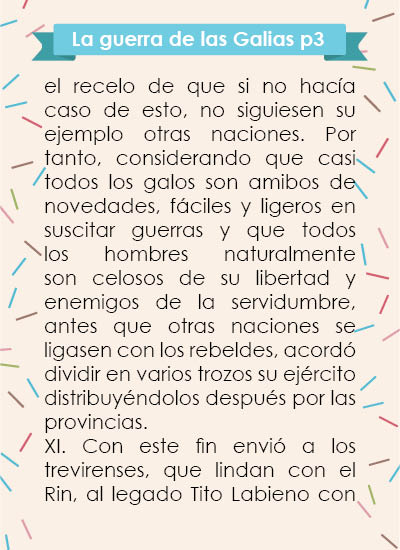 La guerra de las Galias p3
el recelo de que si no hacía
caso de esto, no siguiesen su
ejemplo otras naciones. Por
tanto, considerando que casi
todos los galos son amibos de
novedades, fáciles y ligeros en
suscitar guerras y que todos
los hombres naturalmente
son celosos de su libertad y
enemigos de la servidumbre,
antes que otras naciones se
ligasen con los rebeldes, acordó
dividir en varios trozos su ejército
distribuyéndolos después por las
provincias.
XI. Con este fin envió a los
trevirenses, que lindan con el
Rin, al legado Tito Labieno con